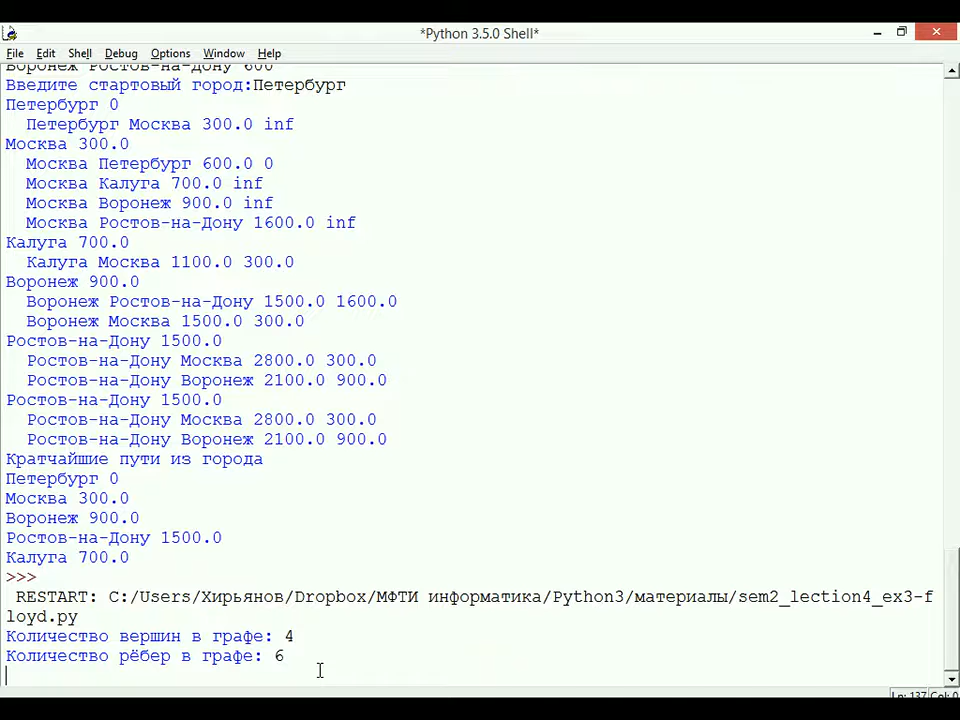 *Python 3.5.0 Shell*
File Edit Shell Debug Options Window Help
Воронеж Ростов-на-Дону 600
Введите стартовый город:Петербург
Петербург 0
Петербург Москва 300.0 inf
Москва 300.0
Москва Петербург 600.0 0
Москва Калуга 700.0 inf
Москва Воронеж 900.0 inf
Москва Ростов-на-Дону 1600.0 inf
Калуга 700.0
Калуга Москва 1100.0 300.0
Воронеж 900.0
Воронеж Ростов-на-Дону 1500.0 1600.0
Воронеж Москва 1500.0 300.0
Ростов-на-Дону 1500.0
Ростов-на-Дону Москва 2800.0 300.0
Ростов-на-Дону Воронеж 2100.0 900.0
Ростов-на-Дону 1500.0
Ростов-на-Дону Москва 2800.0 300.0
Ростов-на-Дону Воронеж 2100.0 900.0
Кратчайшие пути из города
Петербург 0
Москва 300.0
Воронеж 900.0
Ростов-на-Дону 1500.0
Калуга 700.0
>>>
RESTART: C:/Users/Хирьянов/Dropbox/МФТИ информатика/Python3/материалы/sem2_lection4_ex3-f
loyd.py
Количество вершин в графе: 4
Количество рёбер в графе: 6
Ln: 137 Col: 0